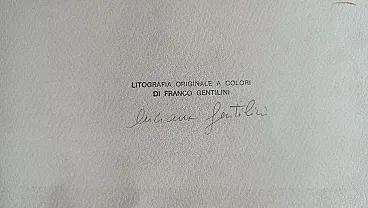 LITOGRAFIA ORIGINALE A COLORI
DI FRANCO GENTILINI
Luciana Gentilini